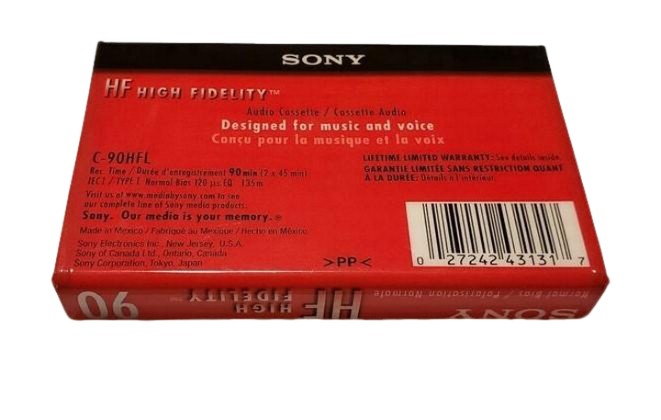 SONY
HF HIGH FIDELITY™
Audio Cassette / Cassette Audio
Designed for music and voice
Conçu pour la musique et la voix
C-90HFL
Rec. Time / Durée d'enregistrement 90 min (2 x 45 min)
IEC I / TYPE I Normal Bias 120 µs EQ 135m
Visit us at www.mediabysony.com to see
our complete line of Sony media products.
Sony. Our media is your memory.®
Made in Mexico / Fabriqué au Mexique / Hecho en México
Sony Electronics Inc., New Jersey, U.S.A.
Sony of Canada Ltd., Ontario, Canada
Sony Corporation, Tokyo, Japan
LIFETIME LIMITED WARRANTY: See details inside.
GARANTIE LIMITÉE SANS RESTRICTION QUANT
À LA DURÉE: Détails à l'intérieur.
>PP<
0 27242 43131 7
SONY
Normal Bias / Polarisation Normale
HF HIGH FIDELITY™
90